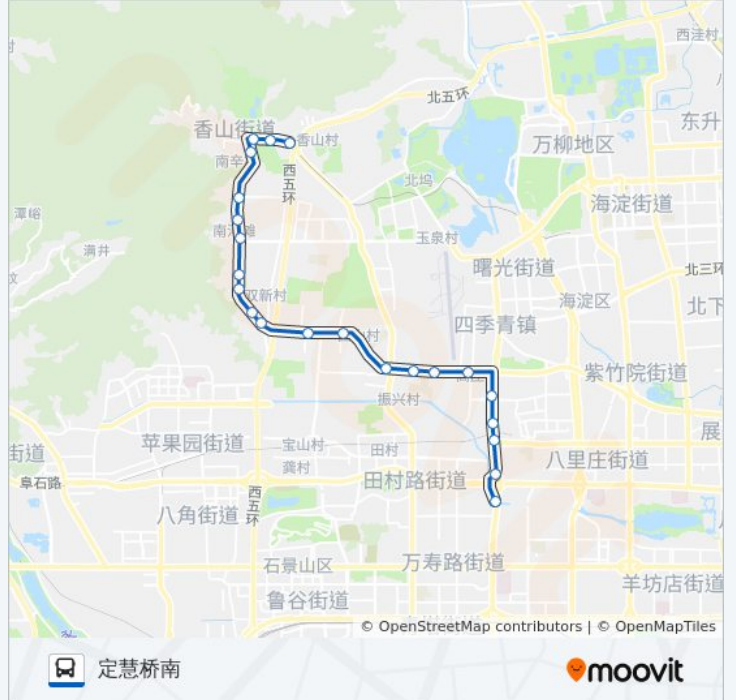 西洼村
北五环
东升
香山街道
香山村
万柳地区
南辛
西五环
北坞
海淀街道
潭峪
南河滩
玉泉村
满井
曙光街道
北三环
双新村
海淀区
北下
四季青镇
村
紫竹院街道
振兴村
展
苹果园街道
宝山村
田村
八里庄街道
街道
龚村
田村路街道
阜石路
西五环
八角街道
石景山区
万寿路街道
羊坊店街道
鲁谷街道
© OpenStreetMap contributors | © OpenMapTiles
定慧桥南
moovit